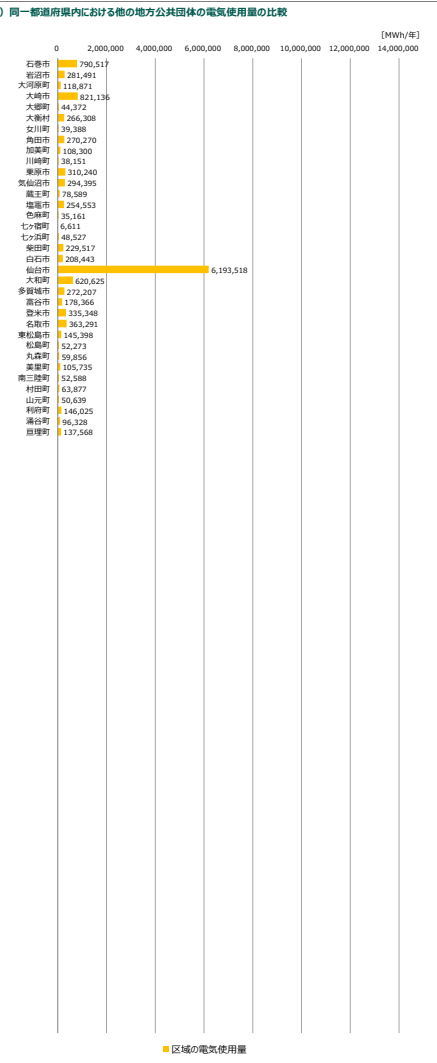 ) 同一都道府県内における他の地方公共団体の電気使用量の比較
[MWh/年]
0 2,000,000 4,000,000 6,000,000 8,000,000 10,000,000 12,000,000 14,000,000
石巻市 790,517
岩沼市 281,491
大河原町 118,871
大崎市 821,136
大郷町 44,372
大衡村 266,308
女川町 39,388
角田市 270,270
加美町 108,300
川崎町 38,151
栗原市 310,240
気仙沼市 294,395
蔵王町 78,589
塩竈市 254,553
色麻町 35,161
七ヶ宿町 6,611
七ヶ浜町 48,527
柴田町 229,517
白石市 208,443
仙台市 6,193,518
大和町 620,625
多賀城市 272,207
富谷市 178,366
登米市 335,348
名取市 363,291
東松島市 145,398
松島町 52,273
丸森町 59,856
美里町 105,735
南三陸町 52,588
村田町 63,877
山元町 50,639
利府町 146,025
涌谷町 96,328
亘理町 137,568
区域の電気使用量